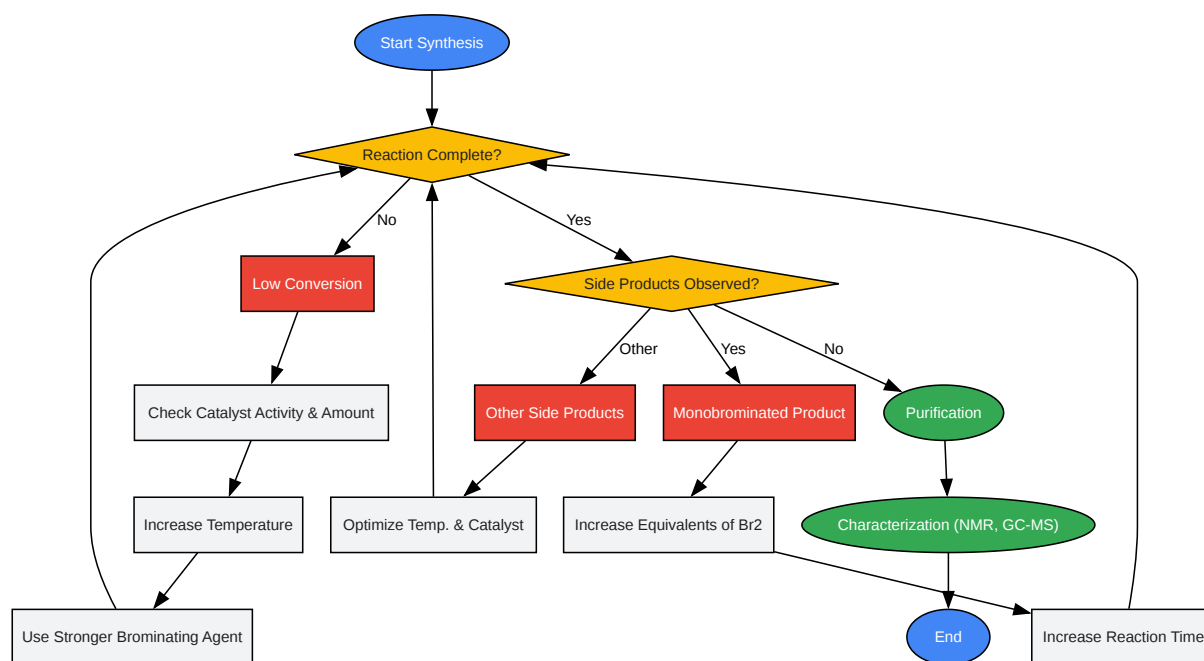 Start Synthesis
Reaction Complete?
No
Yes
Low Conversion
Side Products Observed?
Other
Yes
No
Check Catalyst Activity & Amount
Other Side Products
Monobrominated Product
Purification
Increase Temperature
Optimize Temp. & Catalyst
Increase Equivalents of Br2
Characterization (NMR, GC-MS)
Use Stronger Brominating Agent
End
Increase Reaction Time